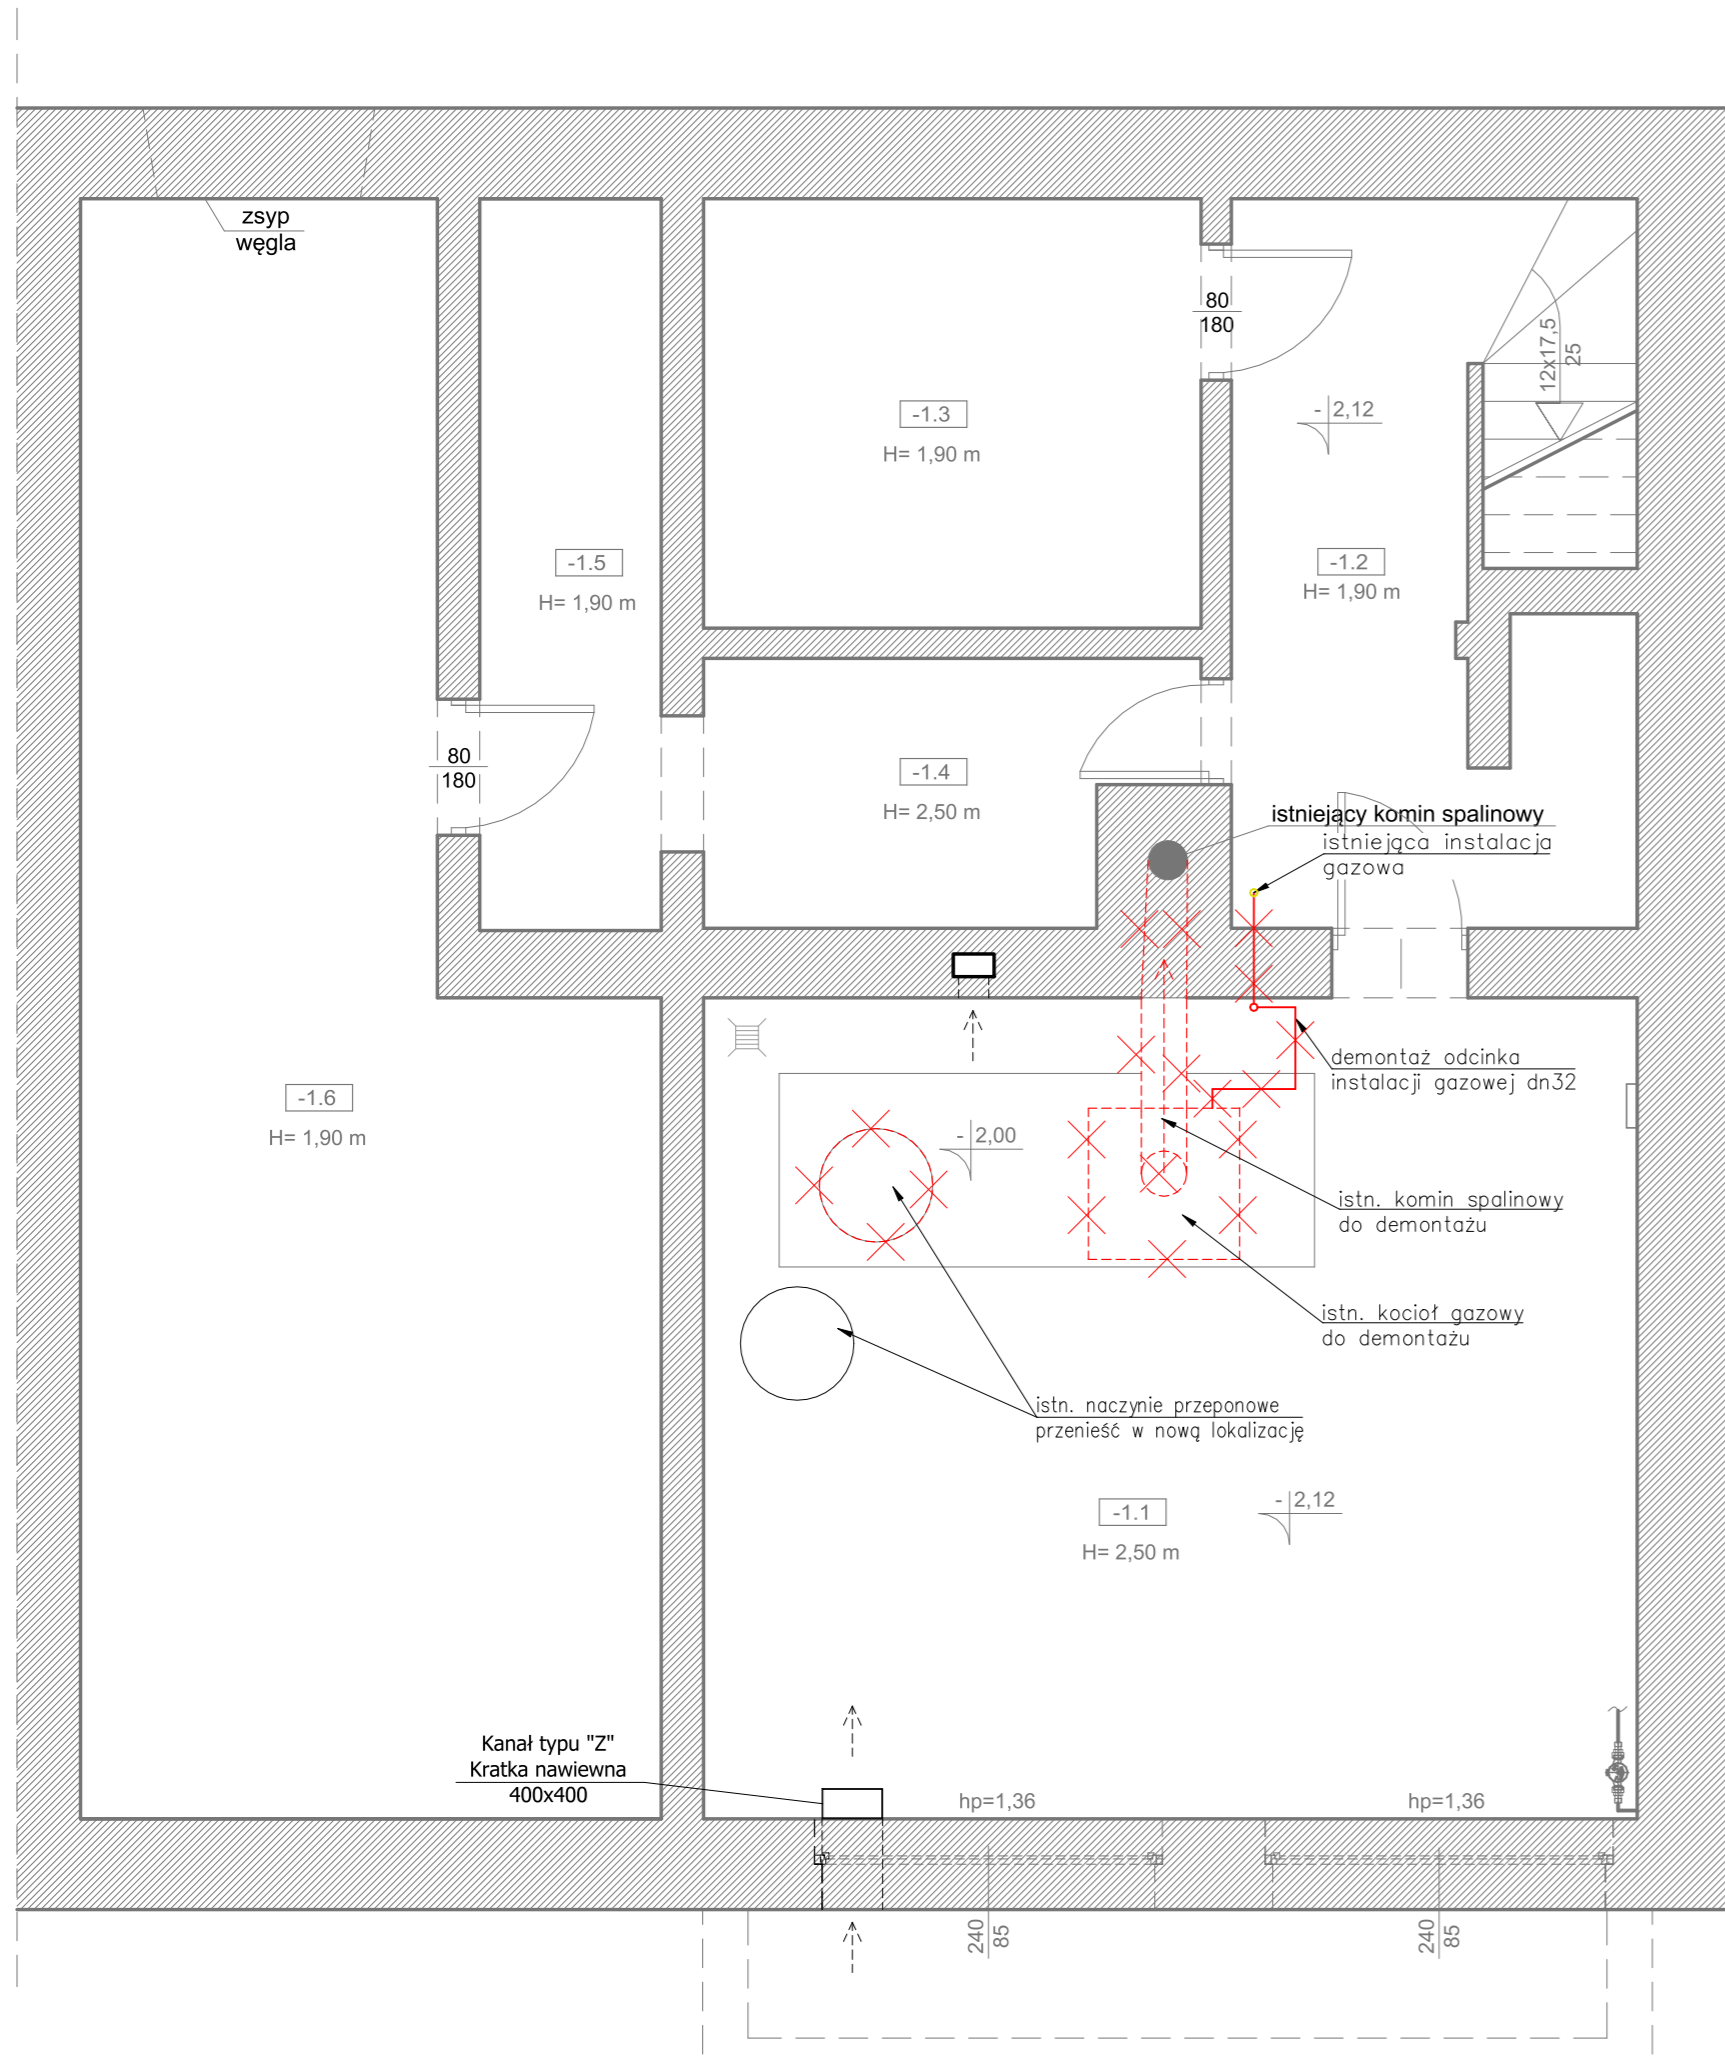 zsyp
węgla
80
180
12x17,5
25
-1.3
H= 1,90 m
- 2,12
-1.5
H= 1,90 m
-1.2
H= 1,90 m
80
180
-1.4
H= 2,50 m
istniejący komin spalinowy
istniejąca instalacja
gazowa
demontaż odcinka
instalacji gazowej dn32
-1.6
H= 1,90 m
- 2,00
istn. komin spalinowy
do demontażu
istn. kocioł gazowy
do demontażu
istn. naczynie przeponowe
przenieść w nową lokalizację
-1.1
H= 2,50 m
- 2,12
Kanał typu "Z"
Kratka nawiewna
400x400
hp=1,36
hp=1,36
240
85
240
85